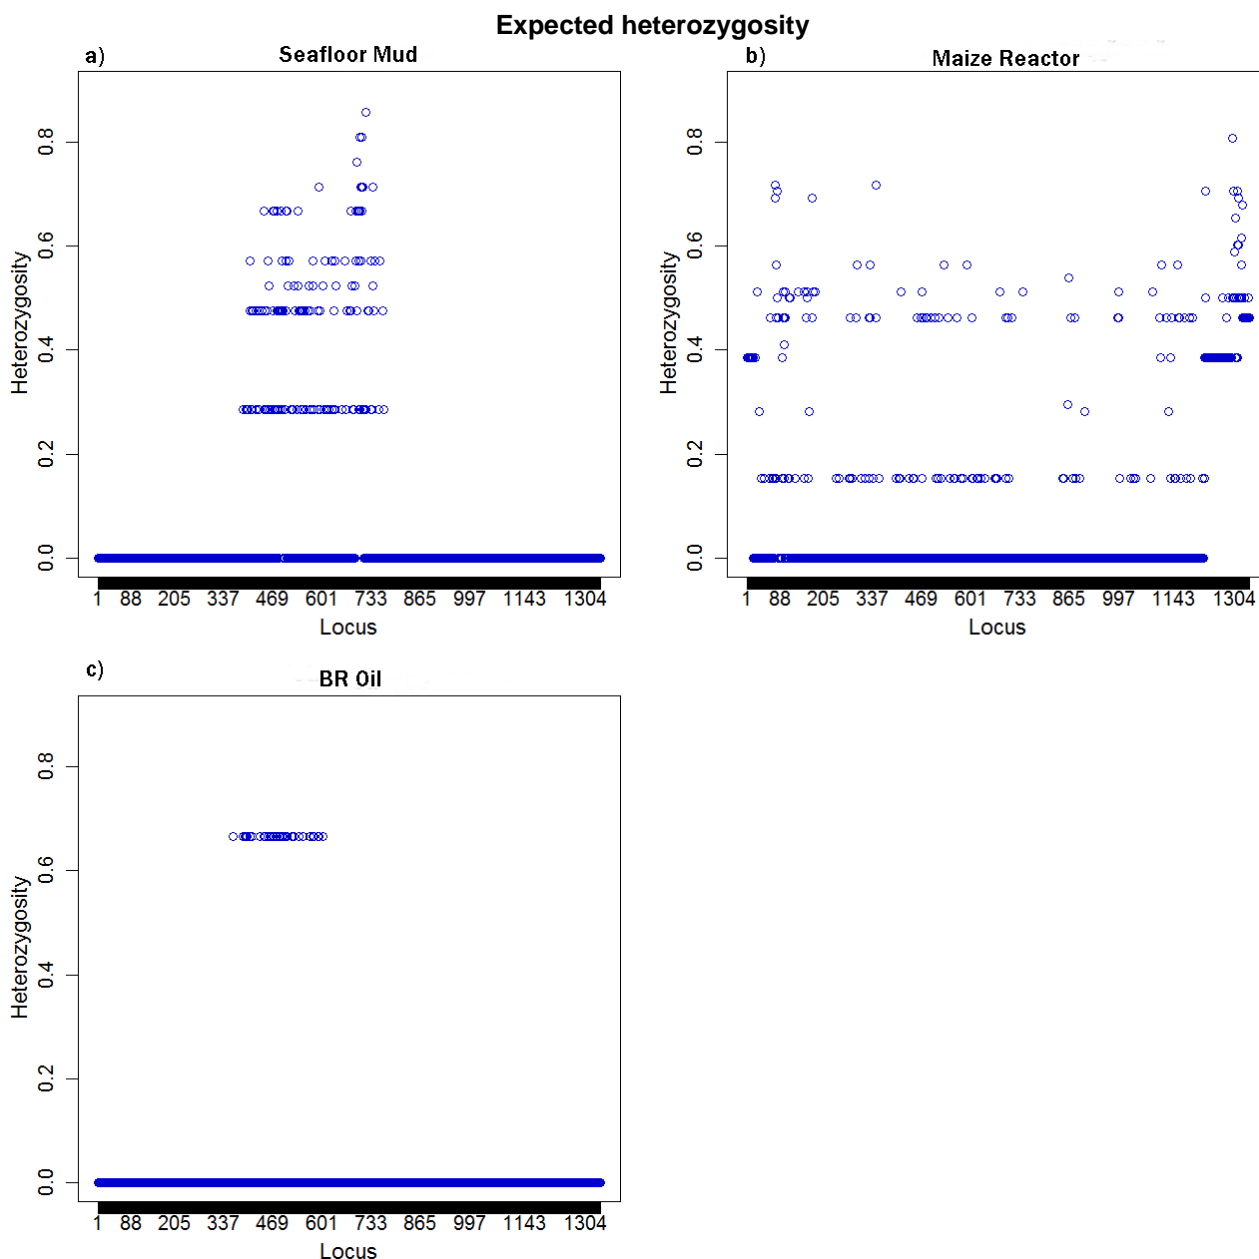 Expected heterozygosity
a) Seafloor Mud
Heterozygosity
0.0 0.2 0.4 0.6 0.8
1 88 205 337 469 601 733 865 997 1143 1304
Locus
b) Maize Reactor
Heterozygosity
0.0 0.2 0.4 0.6 0.8
1 88 205 337 469 601 733 865 997 1143 1304
Locus
c) BR Oil
Heterozygosity
0.0 0.2 0.4 0.6 0.8
1 88 205 337 469 601 733 865 997 1143 1304
Locus